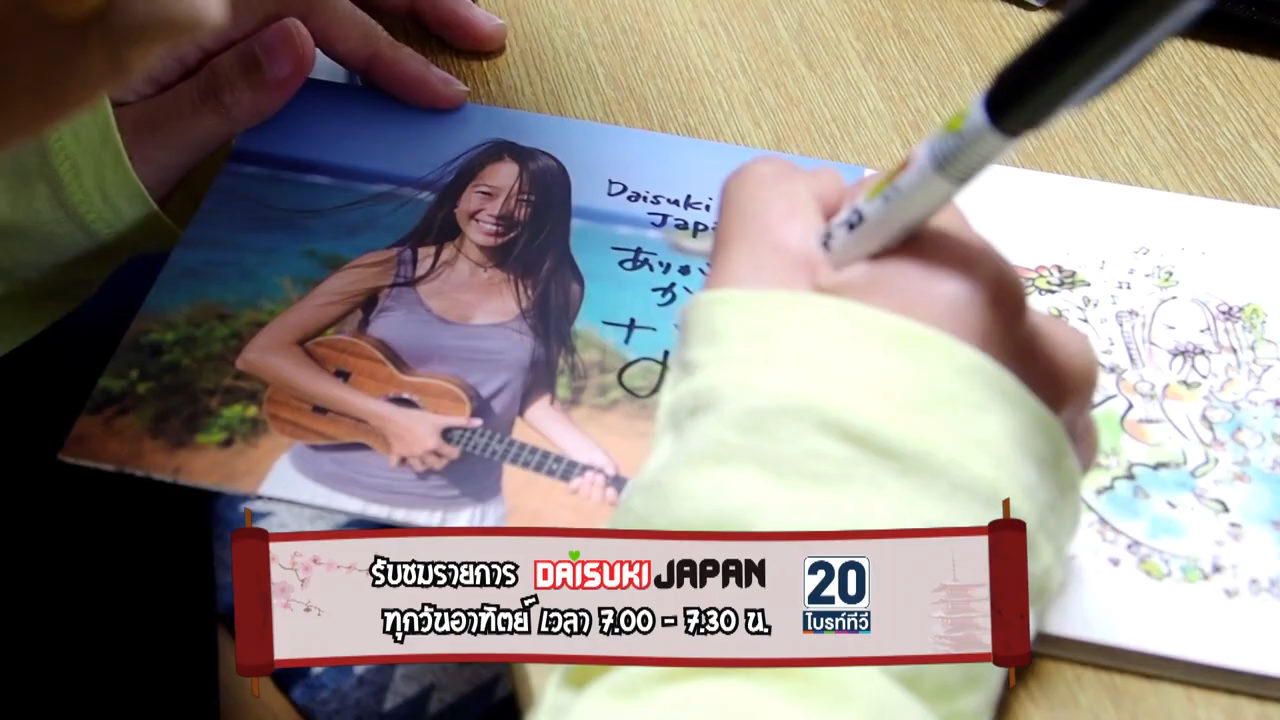 Daisuki
รับชมรายการ DAISUKI JAPAN
ทุกวันอาทิตย์ เวลา 7.00 - 7.30 น.
20
ไบรท์ทีวี